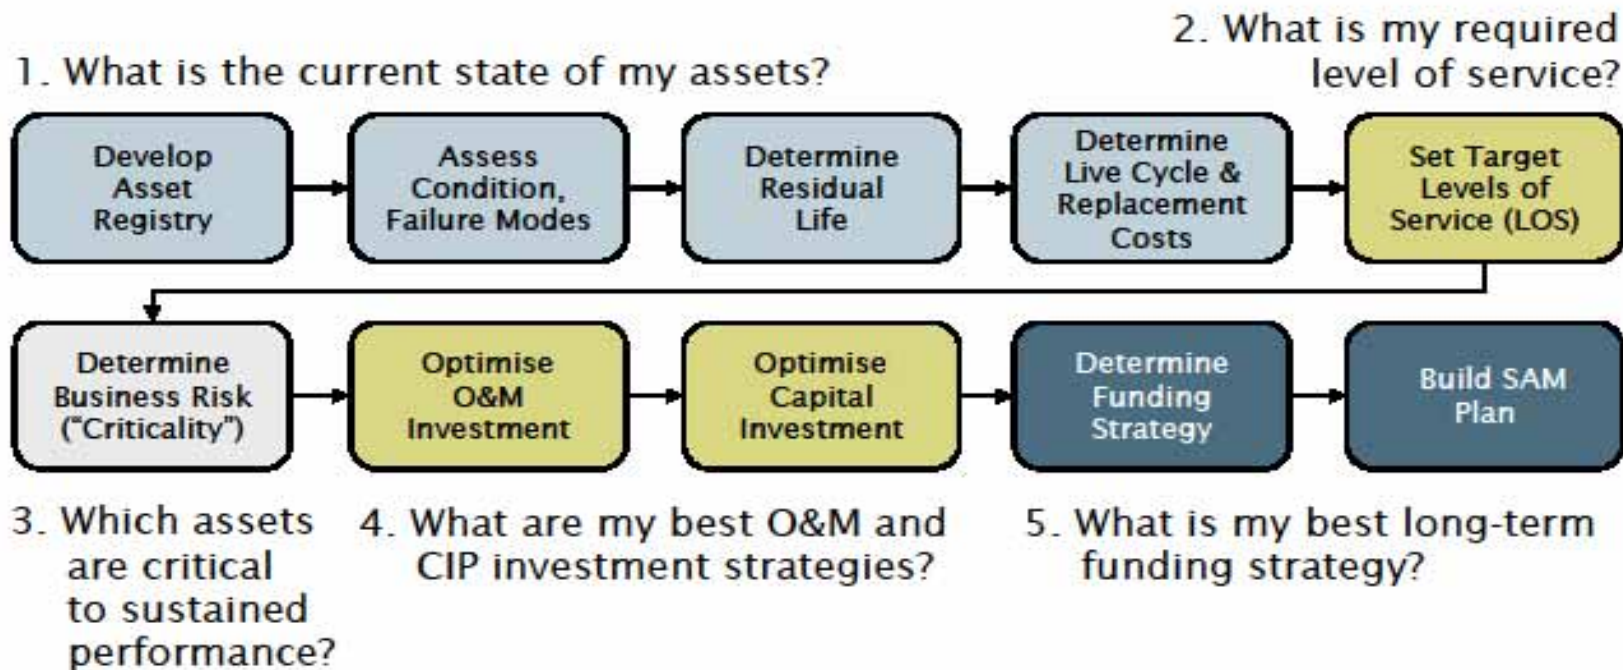 1. What is the current state of my assets?
2. What is my required
level of service?
Develop
Asset
Registry
Assess
Condition,
Failure Modes
Determine
Residual
Life
Determine
Live Cycle &
Replacement
Costs
Set Target
Levels of
Service (LOS)
Determine
Business Risk
(“Criticality”)
Optimise
O&M
Investment
Optimise
Capital
Investment
Determine
Funding
Strategy
Build SAM
Plan
3. Which assets
are critical
to sustained
performance?
4. What are my best O&M and
CIP investment strategies?
5. What is my best long-term
funding strategy?